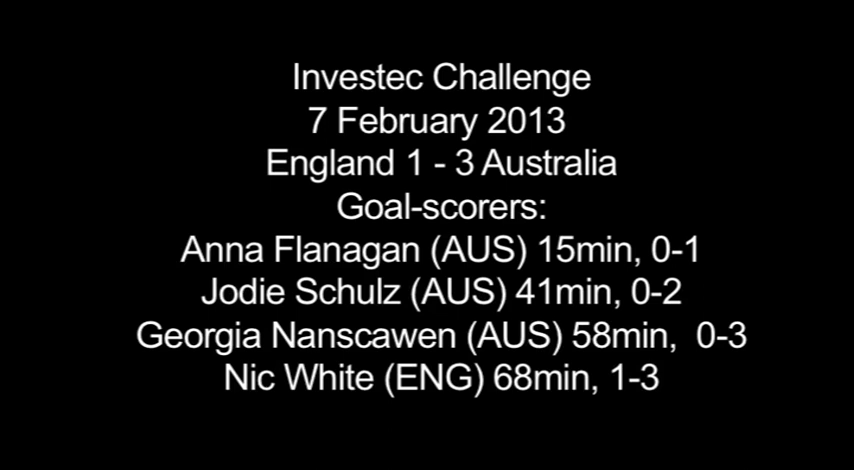 Investec Challenge
7 February 2013
England 1 - 3 Australia
Goal-scorers:
Anna Flanagan (AUS) 15min, 0-1
Jodie Schulz (AUS) 41min, 0-2
Georgia Nanscawen (AUS) 58min,  0-3
Nic White (ENG) 68min, 1-3